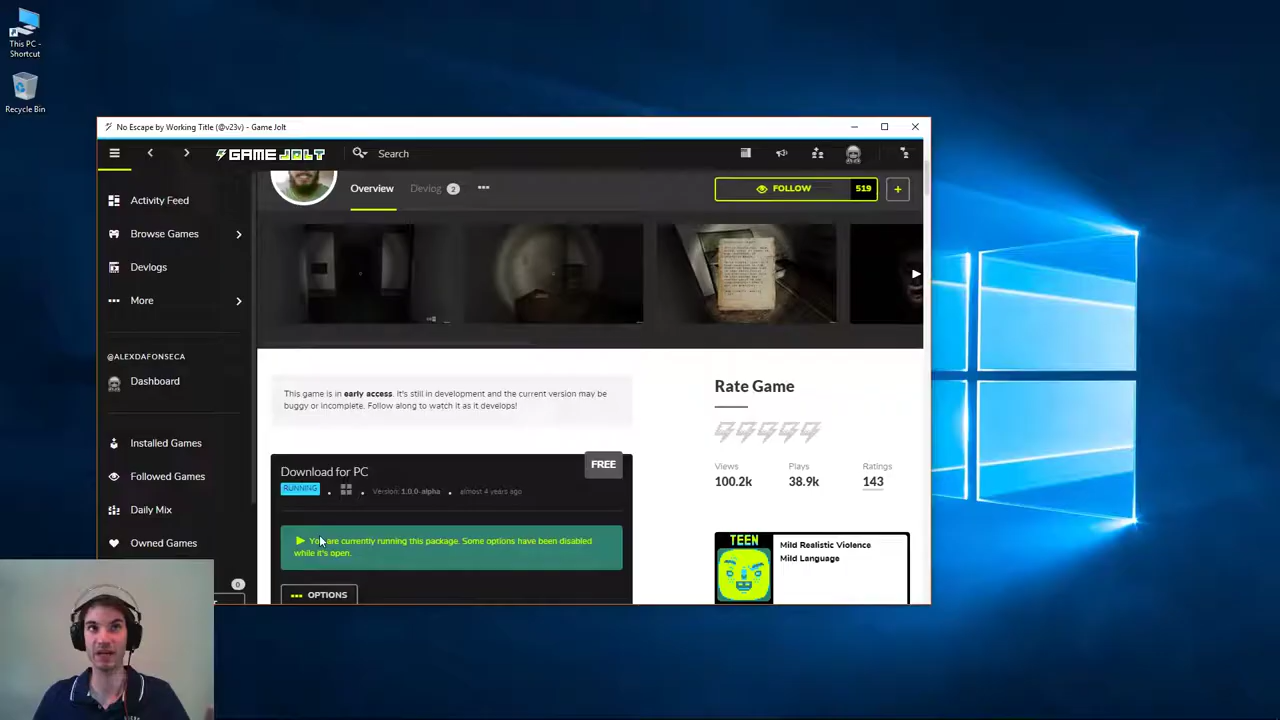 This PC -
Shortcut
Recycle Bin
No Escape by Working Title (@v23v) - Game Jolt
GAME JOLT
Search
Activity Feed
Browse Games
Devlogs
More
@ALEXDAFONSECA
Dashboard
Installed Games
Followed Games
Daily Mix
Owned Games
0
Overview
Devlog 2
FOLLOW 519
This game is in early access. It's still in development and the current version may be
buggy or incomplete. Follow along to watch it as it develops!
Download for PC
FREE
RUNNING
Version: 1.0.0-alpha
almost 4 years ago
You are currently running this package. Some options have been disabled
while it's open.
OPTIONS
Rate Game
Views Plays Ratings
100.2k 38.9k 143
TEEN
Mild Realistic Violence
Mild Language